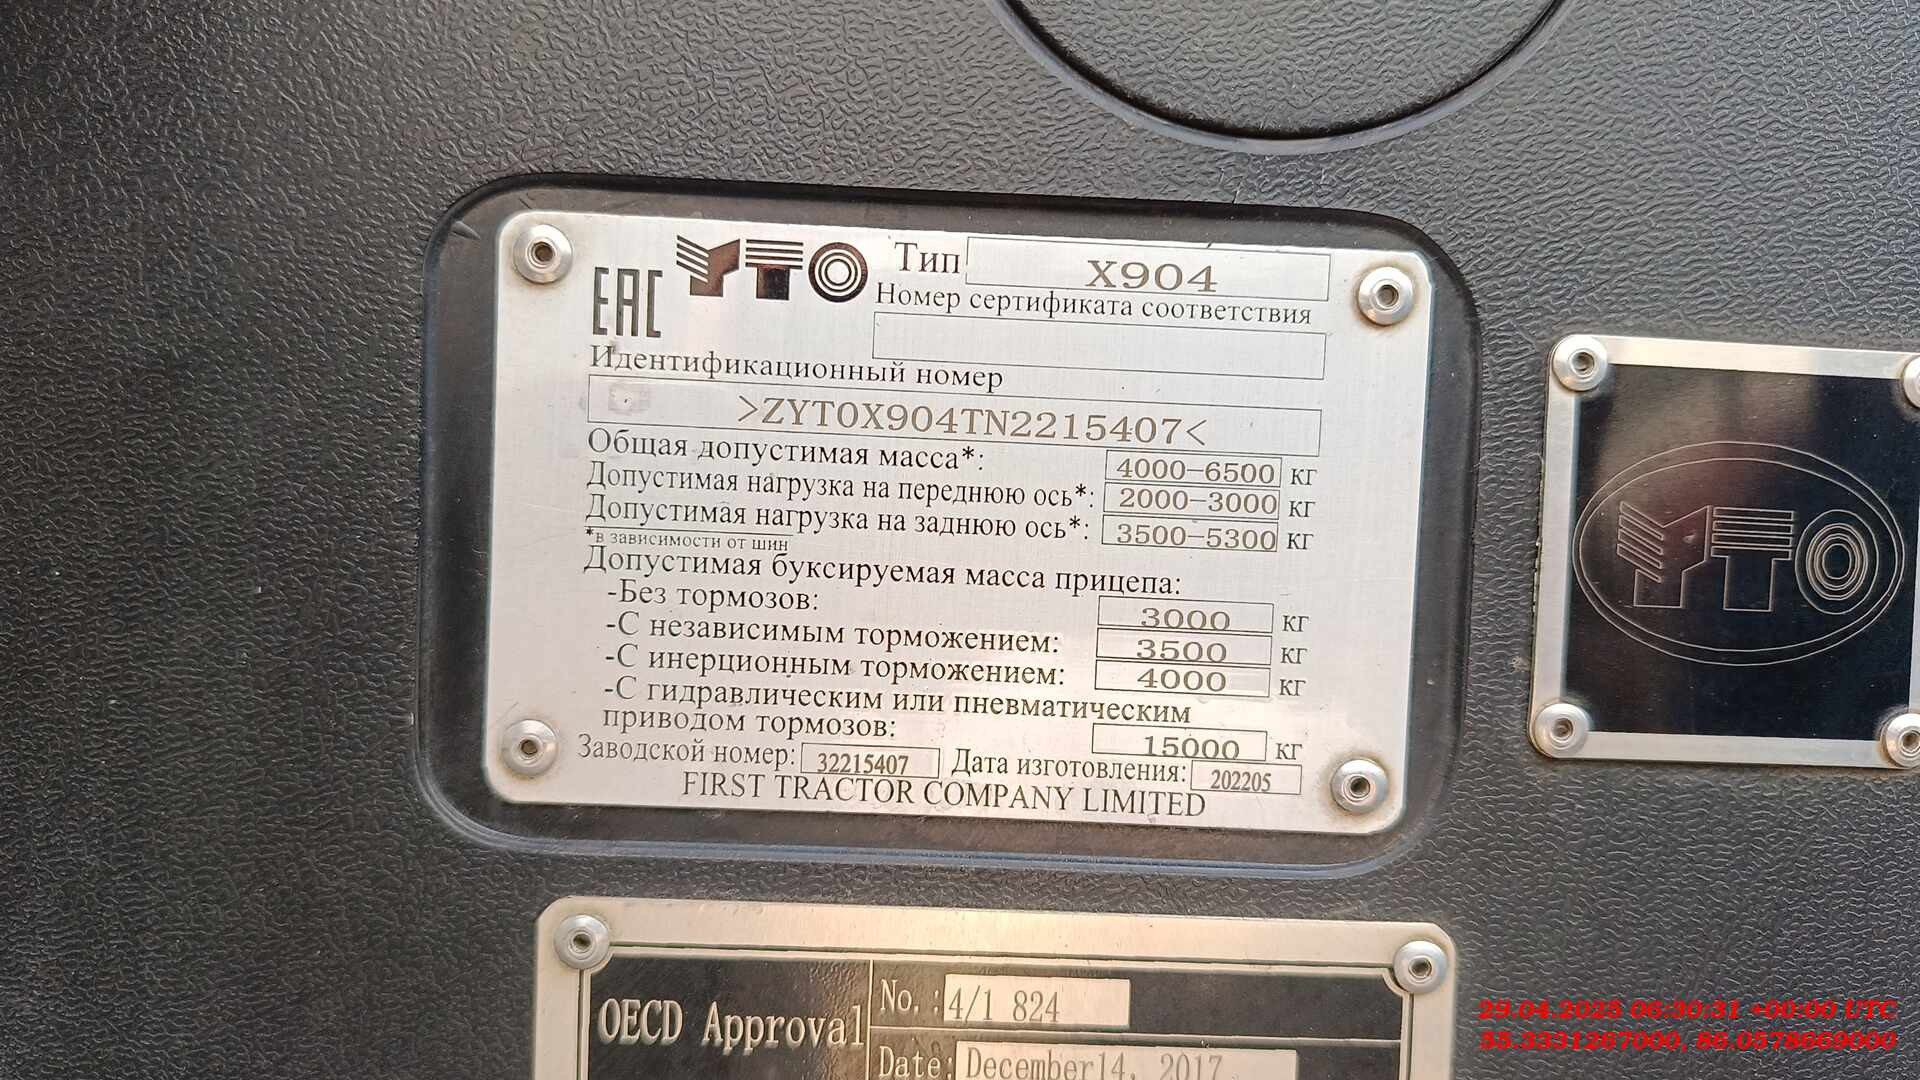 EAC YTO Тип X904
Номер сертификата соответствия
Идентификационный номер
>ZYT0X904TN2215407<
Общая допустимая масса*: 4000-6500 кг
Допустимая нагрузка на переднюю ось*: 2000-3000 кг
Допустимая нагрузка на заднюю ось*: 3500-5300 кг
*в зависимости от шин
Допустимая буксируемая масса прицепа:
-Без тормозов: 3000 кг
-С независимым торможением: 3500 кг
-С инерционным торможением: 4000 кг
-С гидравлическим или пневматическим
приводом тормозов: 15000 кг
Заводской номер: 32215407 Дата изготовления: 202205
FIRST TRACTOR COMPANY LIMITED
YTO
OECD Approval
No.: 4/1 824
Date: December14, 2017
29.04.2025 06:30:31 +00:00 UTC
55.3331267000, 86.0578669000